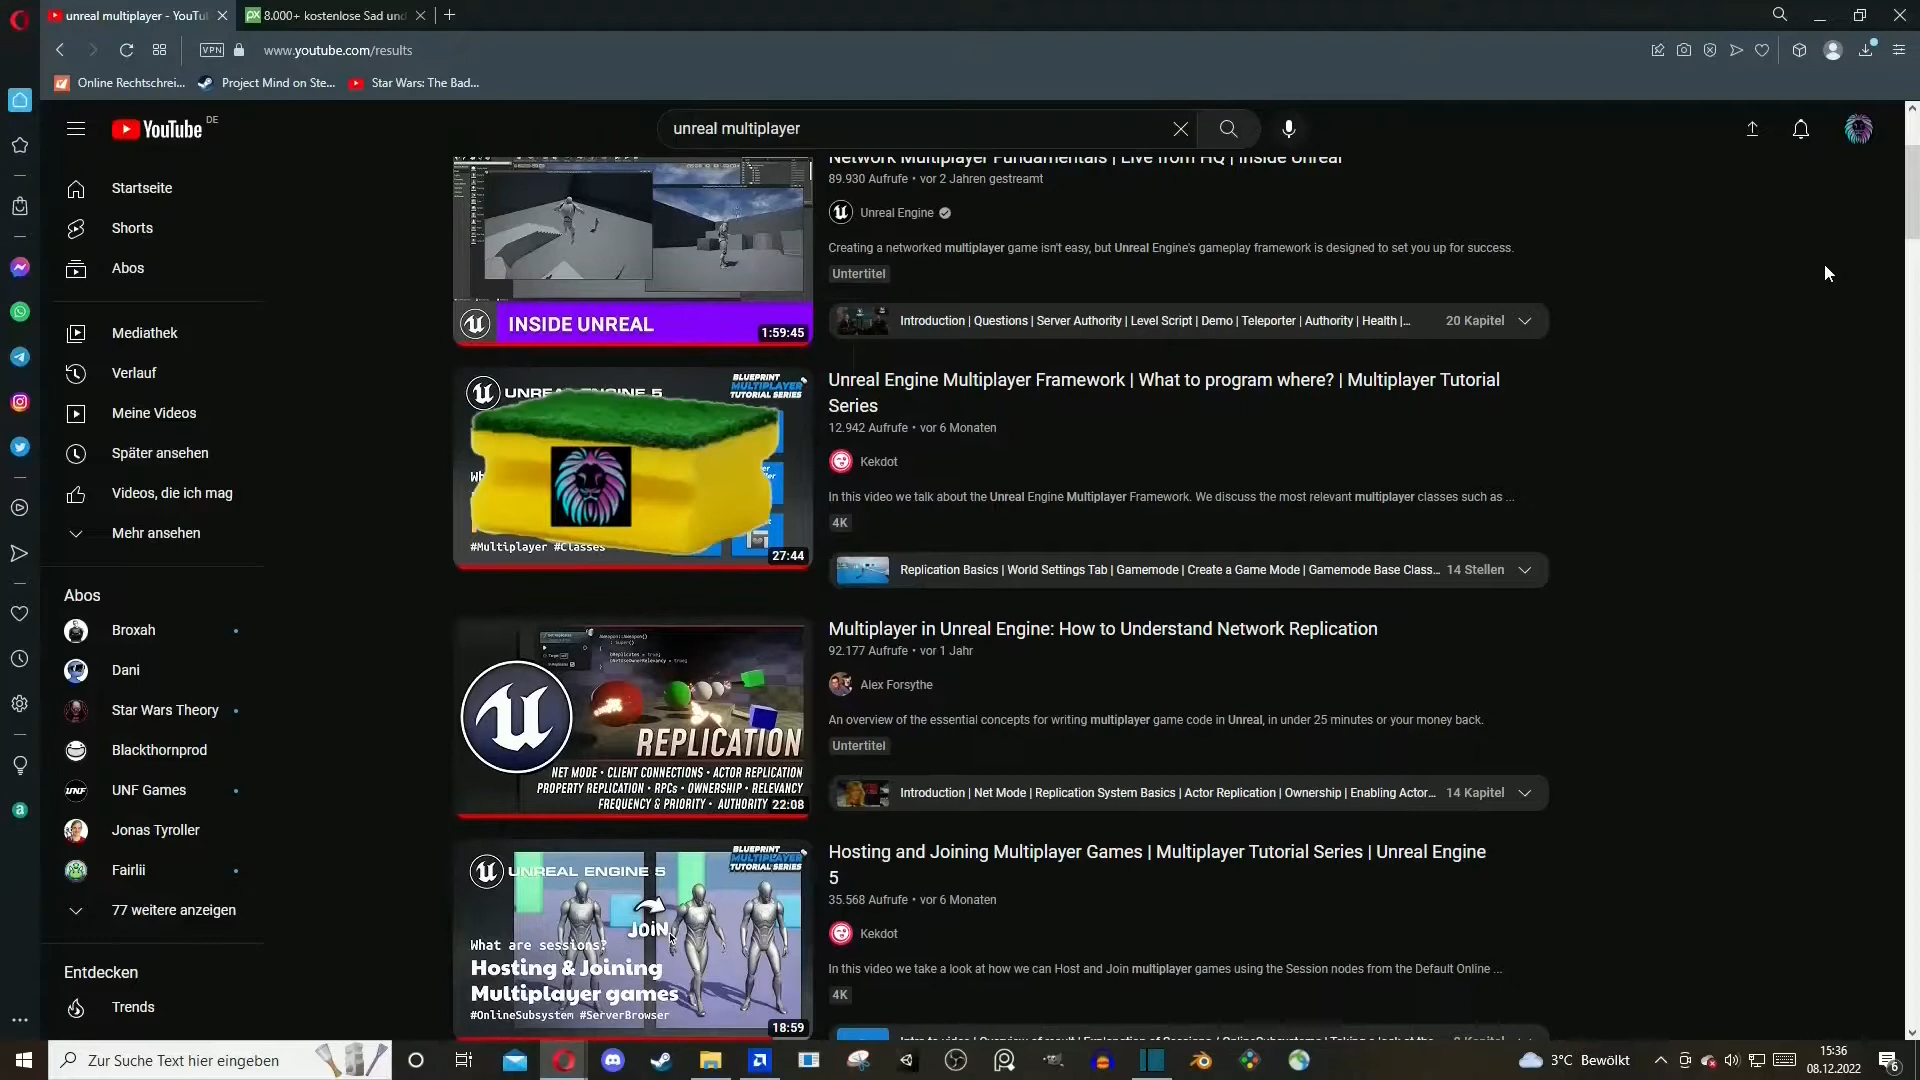 unreal multiplayer - YouTu
8.000+ kostenlose Sad und
VPN
www.youtube.com/results
Online Rechtschrei...
Project Mind on Ste...
Star Wars: The Bad...
YouTube DE
unreal multiplayer
Startseite
Shorts
Abos
Mediathek
Verlauf
Meine Videos
Später ansehen
Videos, die ich mag
Mehr ansehen
Abos
Broxah
Dani
Star Wars Theory
Blackthornprod
UNF Games
Jonas Tyroller
Fairlii
77 weitere anzeigen
Entdecken
Trends
INSIDE UNREAL
1:59:45
Network Multiplayer Fundamentals | Live from HQ | Inside Unreal
89.930 Aufrufe • vor 2 Jahren gestreamt
Unreal Engine
Creating a networked multiplayer game isn't easy, but Unreal Engine's gameplay framework is designed to set you up for success.
Untertitel
Introduction | Questions | Server Authority | Level Script | Demo | Teleporter | Authority | Health |...
20 Kapitel
UNREAL ENGINE 5
BLUEPRINT
MULTIPLAYER
TUTORIAL SERIES
#Multiplayer #Classes
27:44
Unreal Engine Multiplayer Framework | What to program where? | Multiplayer Tutorial
Series
12.942 Aufrufe • vor 6 Monaten
Kekdot
In this video we talk about the Unreal Engine Multiplayer Framework. We discuss the most relevant multiplayer classes such as ...
4K
Replication Basics | World Settings Tab | Gamemode | Create a Game Mode | Gamemode Base Class...
14 Stellen
REPLICATION
NET MODE • CLIENT CONNECTIONS • ACTOR REPLICATION
PROPERTY REPLICATION • RPCs • OWNERSHIP • RELEVANCY
FREQUENCY & PRIORITY • AUTHORITY
22:08
Multiplayer in Unreal Engine: How to Understand Network Replication
92.177 Aufrufe • vor 1 Jahr
Alex Forsythe
An overview of the essential concepts for writing multiplayer game code in Unreal, in under 25 minutes or your money back.
Untertitel
Introduction | Net Mode | Replication System Basics | Actor Replication | Ownership | Enabling Actor...
14 Kapitel
UNREAL ENGINE 5
BLUEPRINT
MULTIPLAYER
TUTORIAL SERIES
JOIN
What are sessions?
Hosting & Joining
Multiplayer games
#OnlineSubsystem #ServerBrowser
18:59
Hosting and Joining Multiplayer Games | Multiplayer Tutorial Series | Unreal Engine
5
35.568 Aufrufe • vor 6 Monaten
Kekdot
In this video we take a look at how we can Host and Join multiplayer games using the Session nodes from the Default Online ...
4K
Zur Suche Text hier eingeben
3°C Bewölkt
15:36
08.12.2022
6